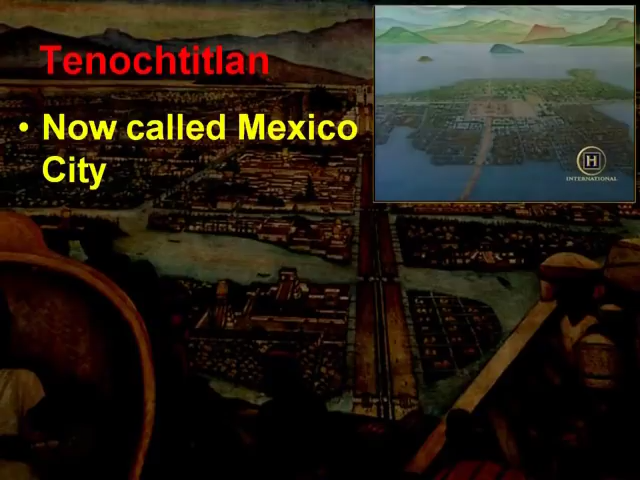 Tenochtitlan
• Now called Mexico
City
H
INTERNATIONAL